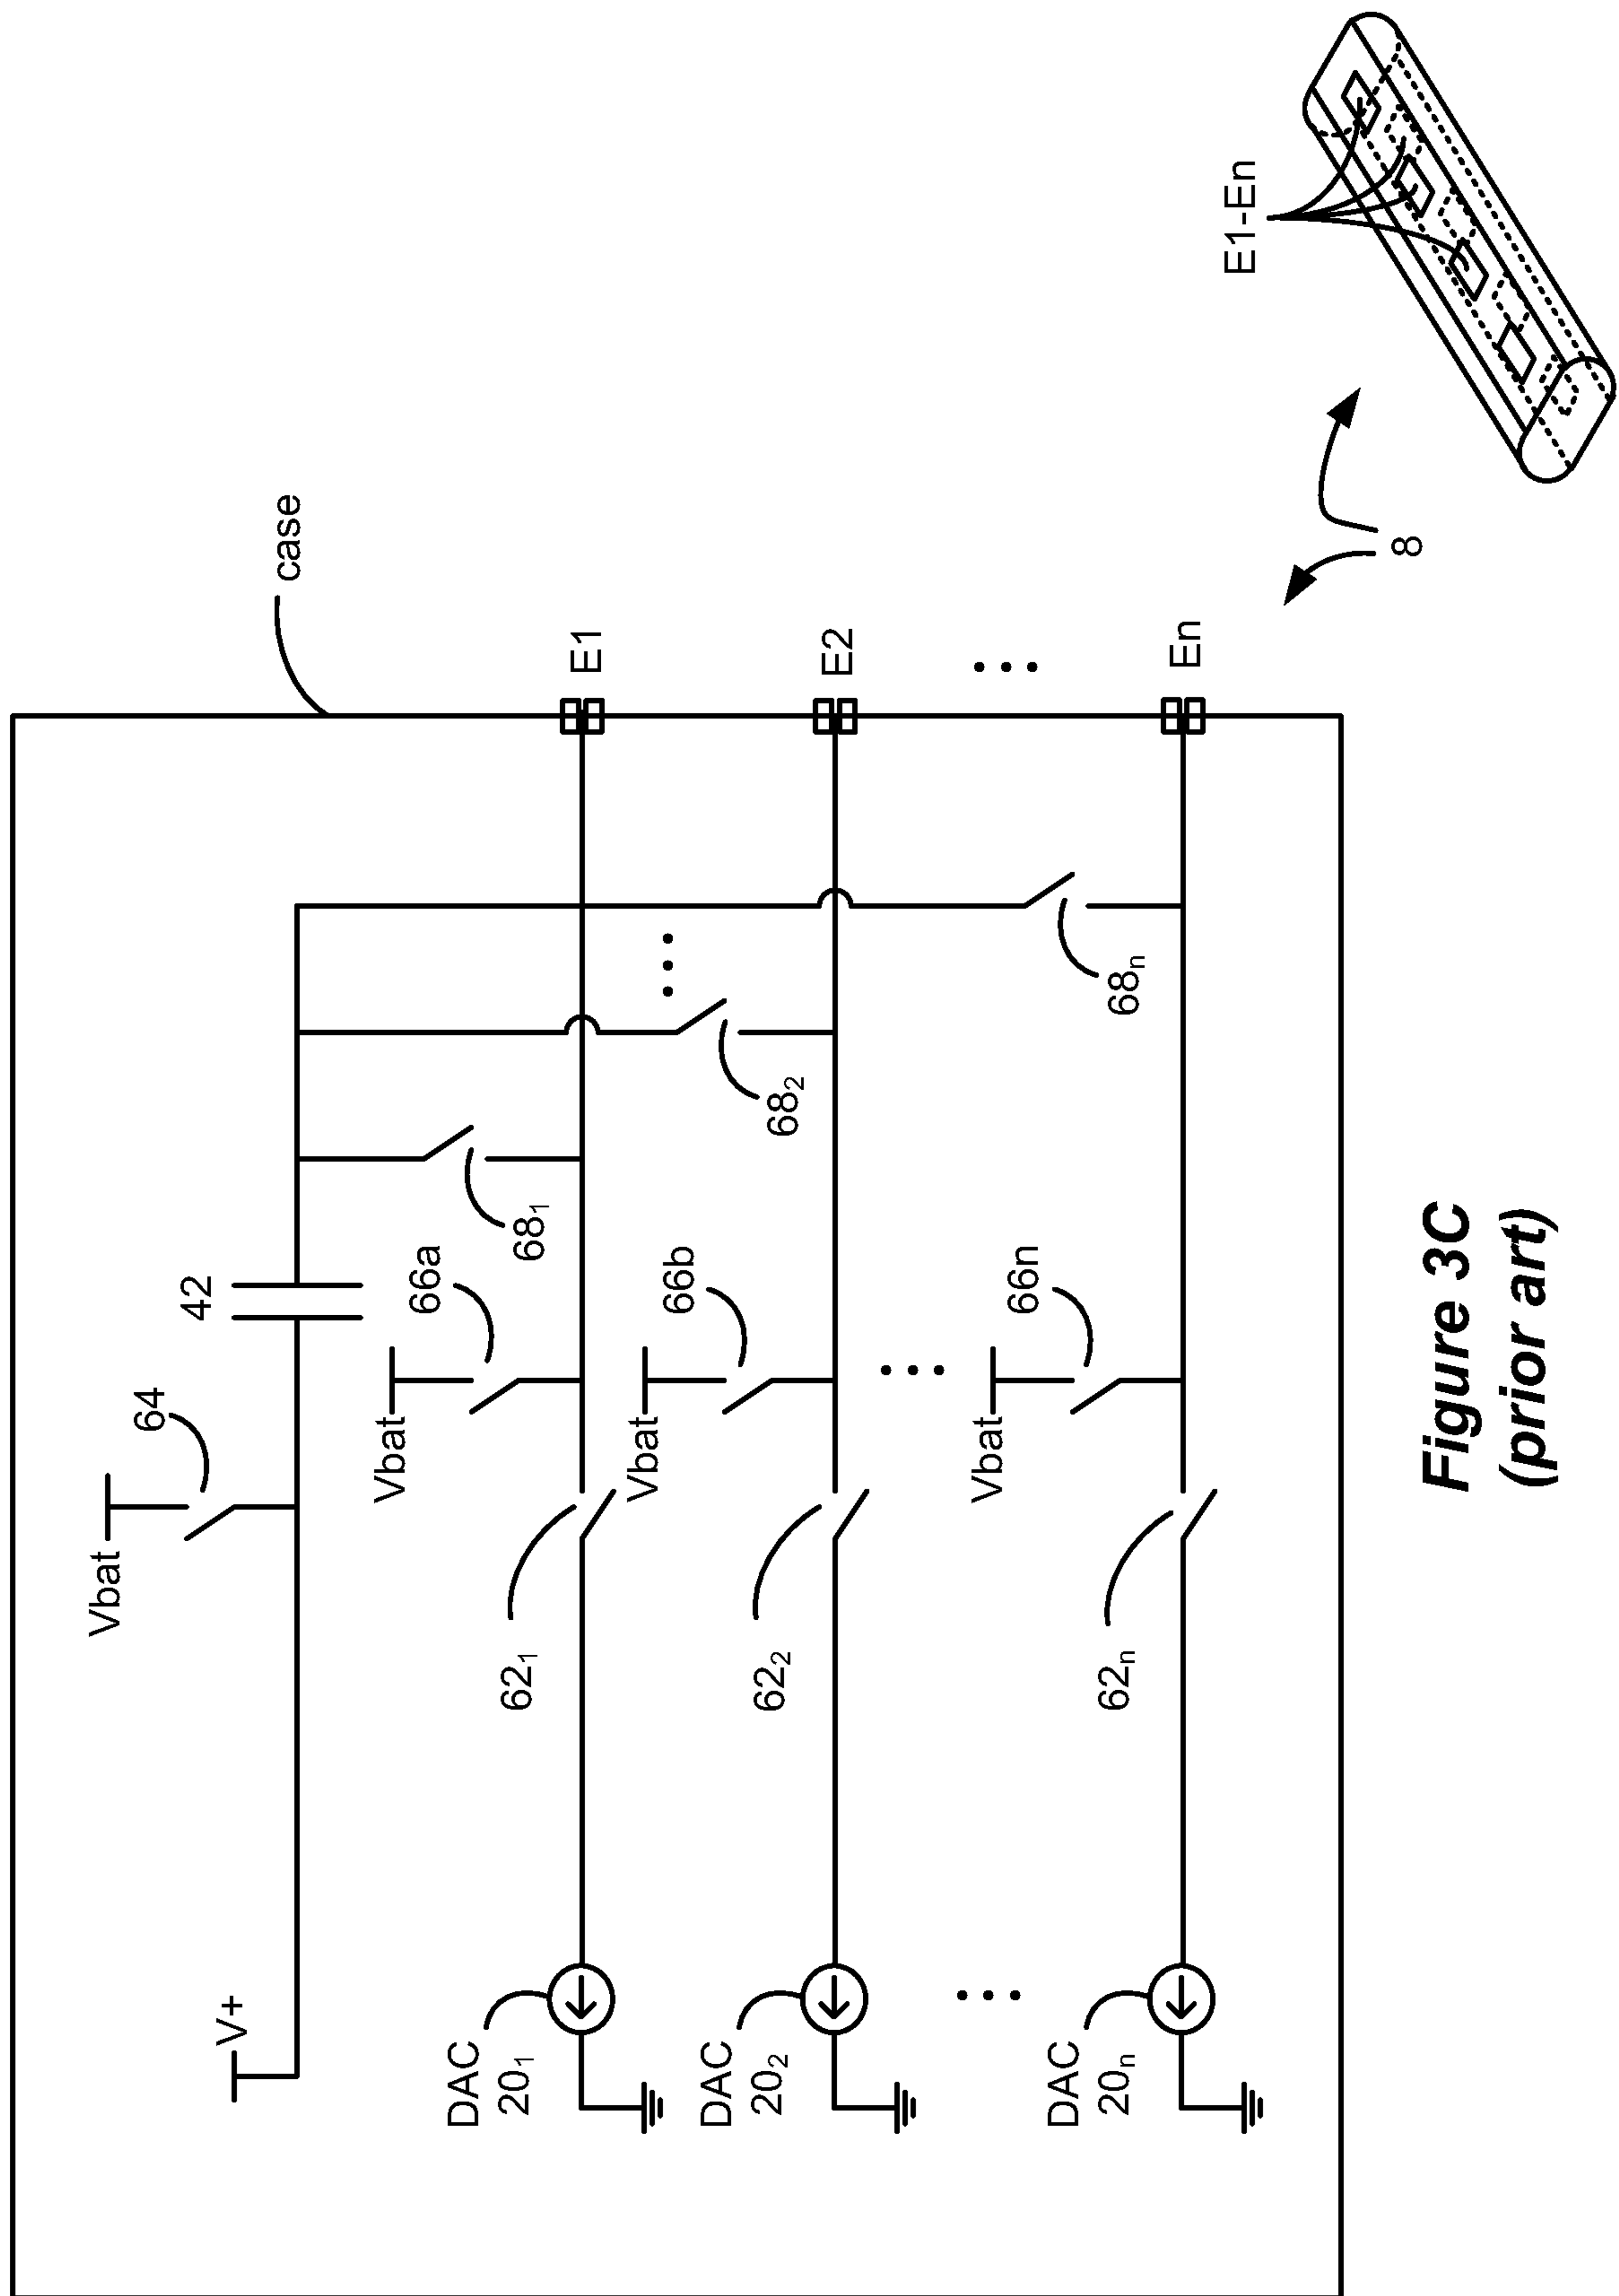 case
Vbat
64
42
V+
Vbat
66a
68₁
62₁
DAC
20₁
E1
Vbat
66b
68₂
62₂
DAC
20₂
E2
Vbat
66n
68ₙ
62ₙ
DAC
20ₙ
En
8
E1-En
Figure 3C
(prior art)